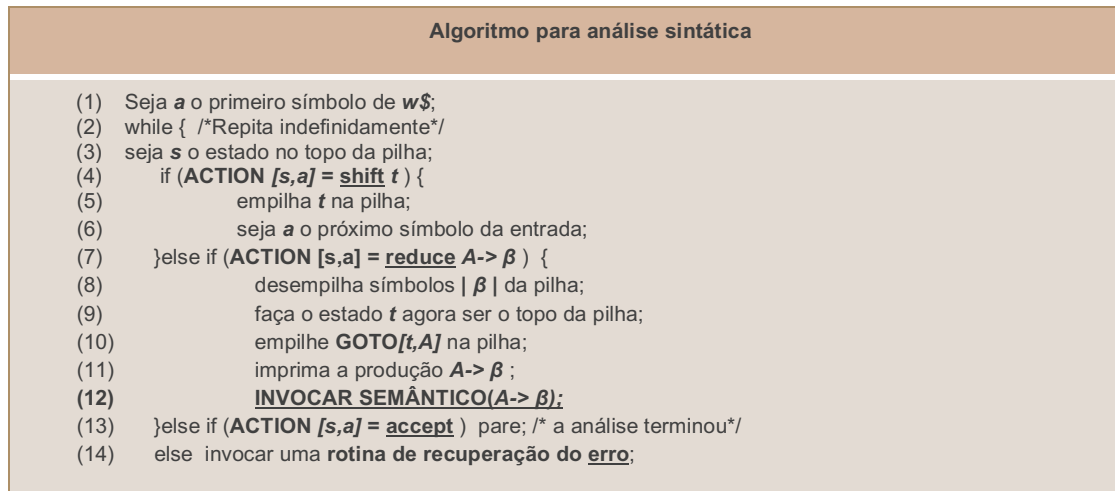 Algoritmo para análise sintática
(1) Seja a o primeiro símbolo de w$;
(2) while { /*Repita indefinidamente*/
(3) seja s o estado no topo da pilha;
(4) if (ACTION [s,a] = shift t ) {
(5) empilha t na pilha;
(6) seja a o próximo símbolo da entrada;
(7) }else if (ACTION [s,a] = reduce A-> β ) {
(8) desempilha símbolos | β | da pilha;
(9) faça o estado t agora ser o topo da pilha;
(10) empilhe GOTO[t,A] na pilha;
(11) imprima a produção A-> β ;
(12) INVOCAR SEMÂNTICO(A-> β);
(13) }else if (ACTION [s,a] = accept ) pare; /* a análise terminou*/
(14) else invocar uma rotina de recuperação do erro;